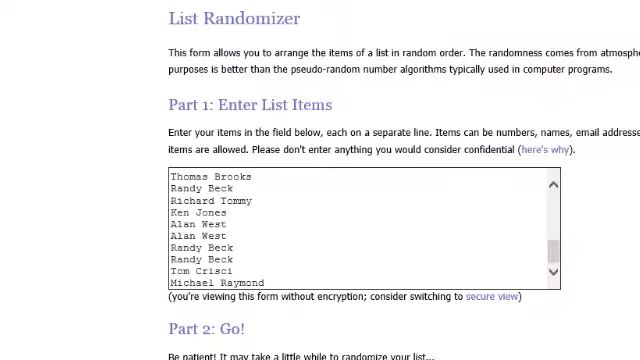 List Randomizer
This form allows you to arrange the items of a list in random order. The randomness comes from
purposes is better than the pseudo-random number algorithms typically used in computer programs.
Part 1: Enter List Items
Enter your items in the field below, each on a separate line. Items can be numbers, names, email
items are allowed. Please don't enter anything you would consider confidential (here's why).
Thomas Brooks
Randy Beck
Richard Tommy
Ken Jones
Alan West
Alan West
Randy Beck
Randy Beck
Tom Crisci
Michael Raymond
(you're viewing this form without encryption; consider switching to secure view)
Part 2: Go!
Be patient! It may take a little while to randomize your list...